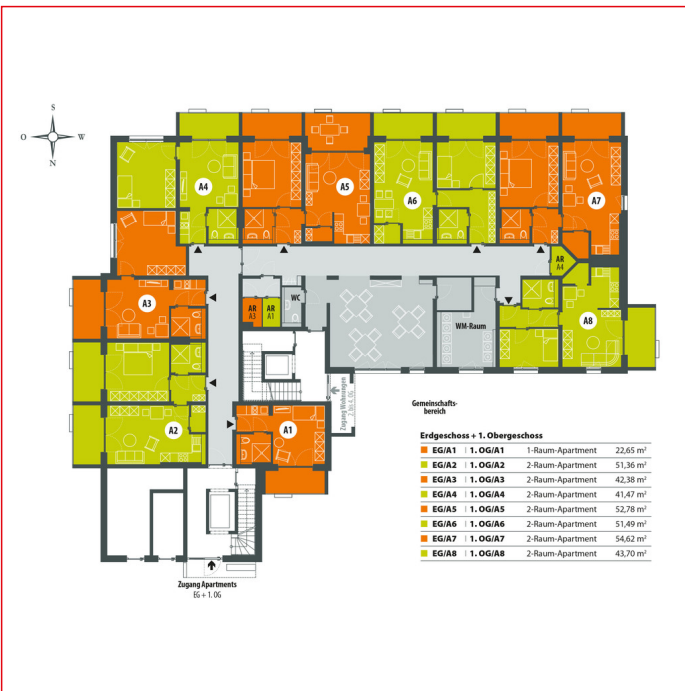 S
O W
N
A4
A5
A6
A7
AR
A4
A3
AR
A3
AR
A1
WC
WM-Raum
A8
A2
A1
Zugang Wohnungen
2. bis 4. OG
Gemeinschafts-
bereich
Erdgeschoss + 1. Obergeschoss
EG/A1 | 1. OG/A1 1-Raum-Apartment 22,65 m²
EG/A2 | 1. OG/A2 2-Raum-Apartment 51,36 m²
EG/A3 | 1. OG/A3 2-Raum-Apartment 42,38 m²
EG/A4 | 1. OG/A4 2-Raum-Apartment 41,47 m²
EG/A5 | 1. OG/A5 2-Raum-Apartment 52,78 m²
EG/A6 | 1. OG/A6 2-Raum-Apartment 51,49 m²
EG/A7 | 1. OG/A7 2-Raum-Apartment 54,62 m²
EG/A8 | 1. OG/A8 2-Raum-Apartment 43,70 m²
Zugang Apartments
EG + 1. OG